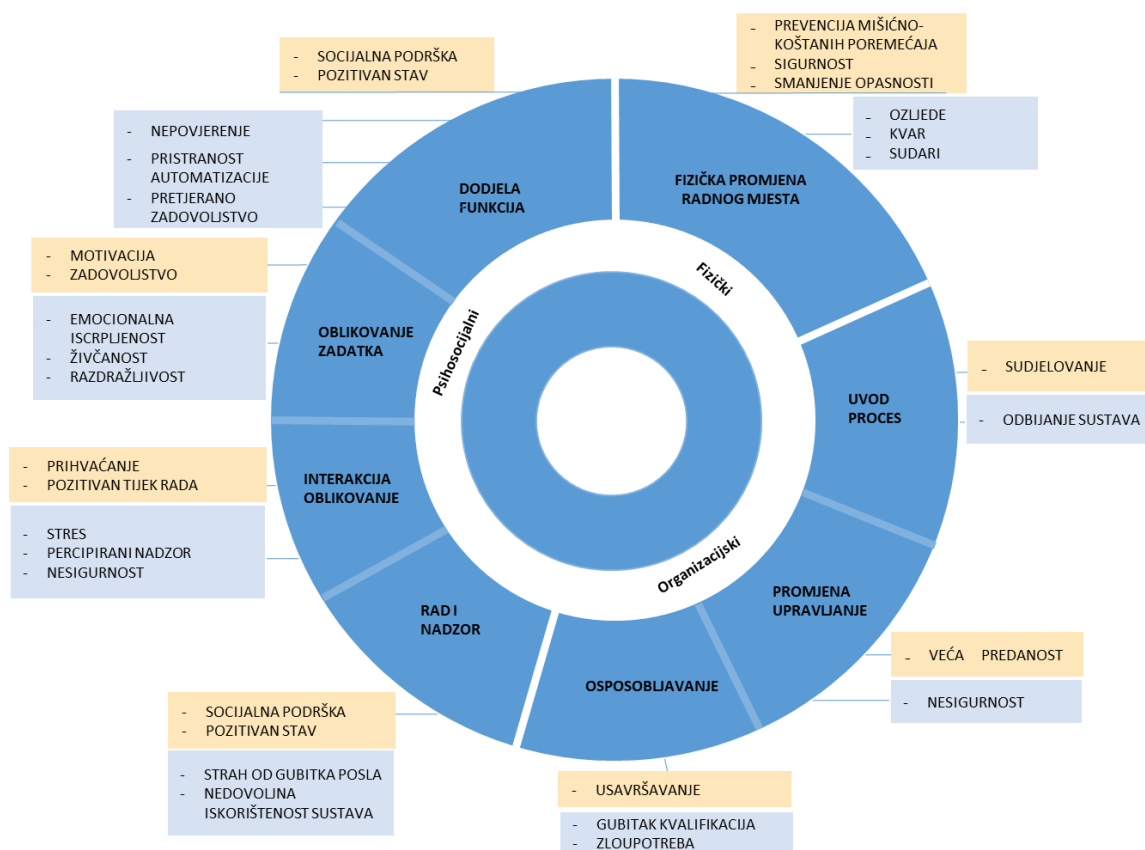 - SOCIJALNA PODRŠKA
- POZITIVAN STAV
- PREVENCIJA MIŠIĆNO-
KOŠTANIH POREMEĆAJA
- SIGURNOST
- SMANJENJE OPASNOSTI
- NEPOVJERENJE
- PRISTRANOST
AUTOMATIZACIJE
- PRETJERANO
ZADOVOLJSTVO
- OZLJEDE
- KVAR
- SUDARI
DODJELA
FUNKCIJA
FIZIČKA PROMJENA
RADNOG MJESTA
- MOTIVACIJA
- ZADOVOLJSTVO
- EMOCIONALNA
ISCRPLJENOST
- ŽIVČANOST
- RAZDRAŽLJIVOST
OBLIKOVANJE
ZADATKA
Psihosocijalni
Fizički
UVOD
PROCES
- SUDJELOVANJE
- ODBIJANJE SUSTAVA
- PRIHVAĆANJE
- POZITIVAN TIJEK RADA
- STRES
- PERCIPIRANI NADZOR
- NESIGURNOST
INTERAKCIJA
OBLIKOVANJE
Organizacijski
PROMJENA
UPRAVLJANJE
RAD I
NADZOR
- VEĆA PREDANOST
- NESIGURNOST
OSPOSOBLJAVANJE
- SOCIJALNA PODRŠKA
- POZITIVAN STAV
- STRAH OD GUBITKA POSLA
- NEDOVOLJNA
ISKORIŠTENOST SUSTAVA
- USAVRŠAVANJE
- GUBITAK KVALIFIKACIJA
- ZLOUPOTREBA